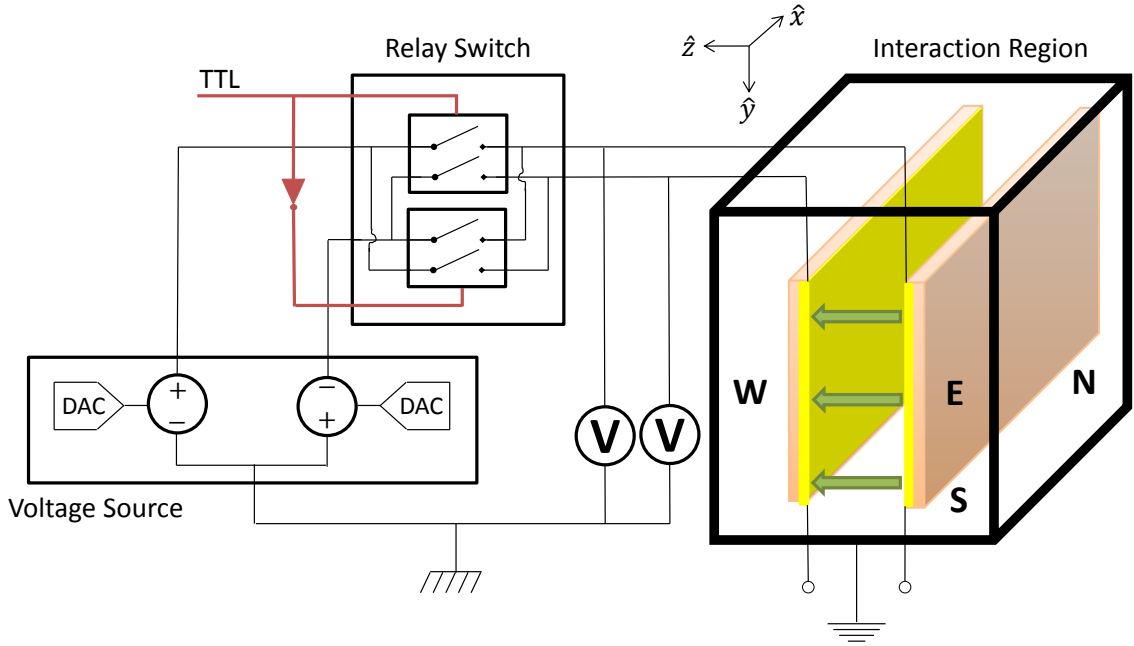 x̂
Relay Switch
ẑ
Interaction Region
TTL
ŷ
W
E
N
+
−
DAC
−
+
DAC
V
V
S
Voltage Source